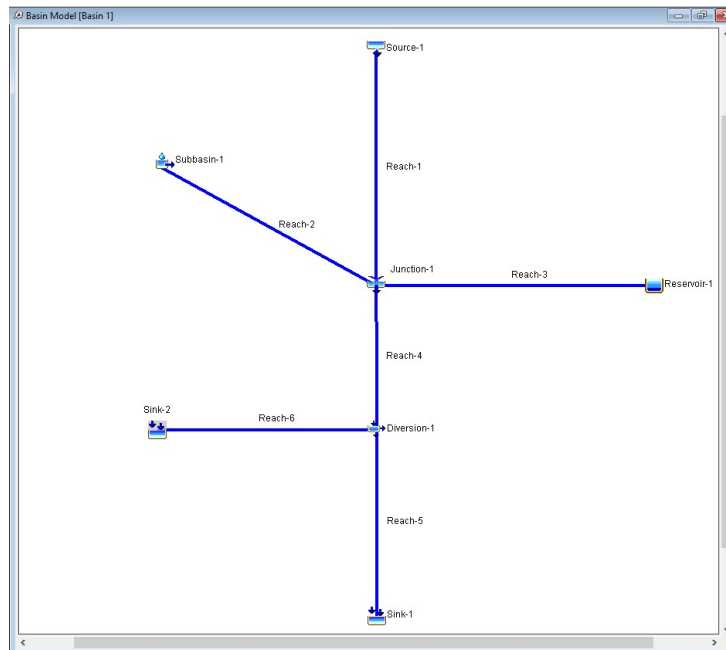 Basin Model [Basin 1]
Source-1
Subbasin-1
Reach-1
Reach-2
Junction-1
Reach-3
Reservoir-1
Reach-4
Sink-2
Reach-6
Diversion-1
Reach-5
Sink-1